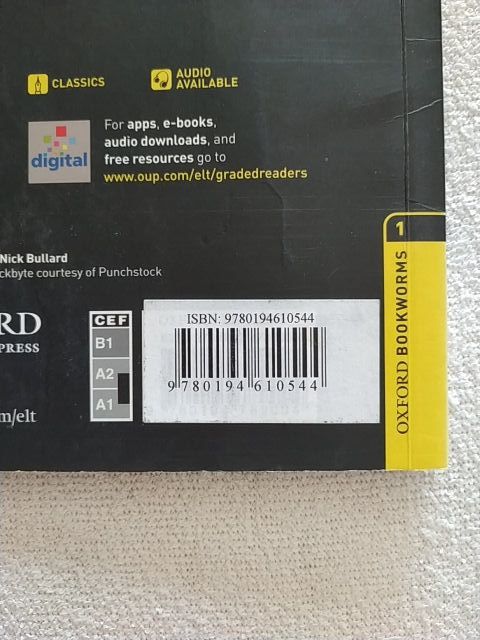 CLASSICS
AUDIO
AVAILABLE
digital
For apps, e-books,
audio downloads, and
free resources go to
www.oup.com/elt/gradedreaders
1
OXFORD BOOKWORMS
Nick Bullard
ckbyte courtesy of Punchstock
RD
PRESS
m/elt
CEF
B1
A2
A1
ISBN: 9780194610544
9 780194 610544